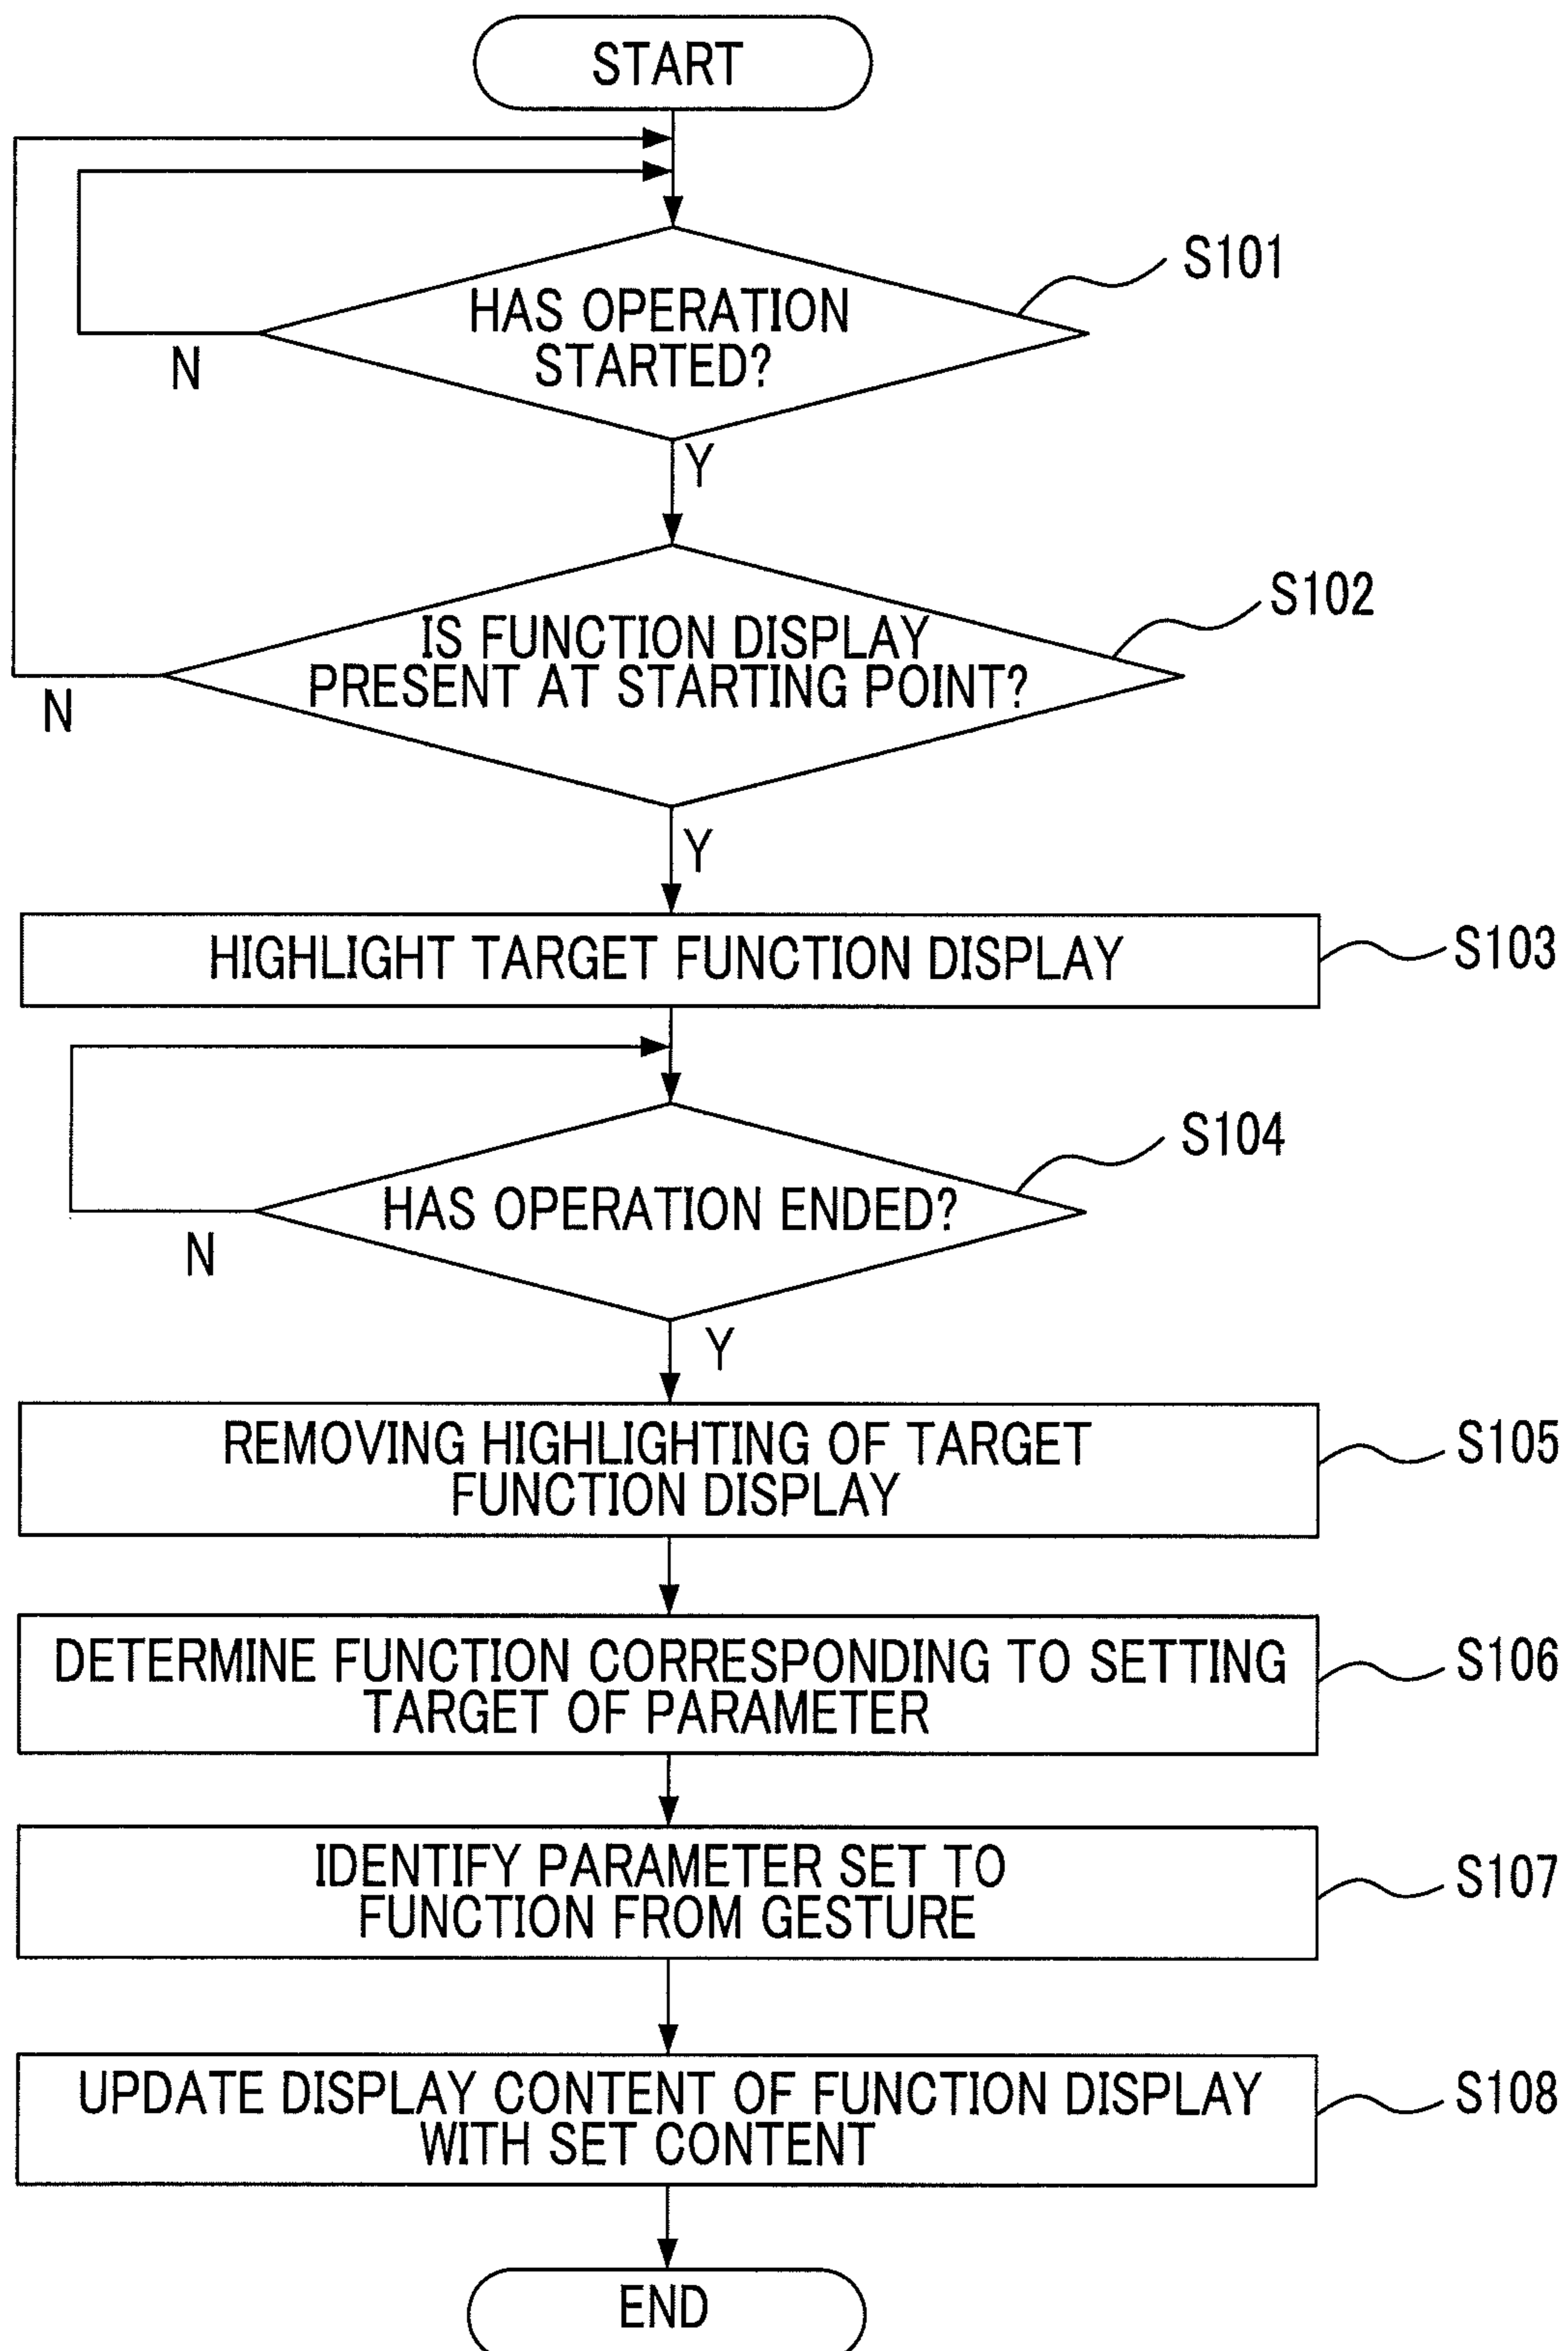 START
S101
HAS OPERATION
STARTED?
N
Y
S102
IS FUNCTION DISPLAY
PRESENT AT STARTING POINT?
N
Y
HIGHLIGHT TARGET FUNCTION DISPLAY
S103
S104
HAS OPERATION ENDED?
N
Y
REMOVING HIGHLIGHTING OF TARGET
FUNCTION DISPLAY
S105
DETERMINE FUNCTION CORRESPONDING TO SETTING
TARGET OF PARAMETER
S106
IDENTIFY PARAMETER SET TO
FUNCTION FROM GESTURE
S107
UPDATE DISPLAY CONTENT OF FUNCTION DISPLAY
WITH SET CONTENT
S108
END